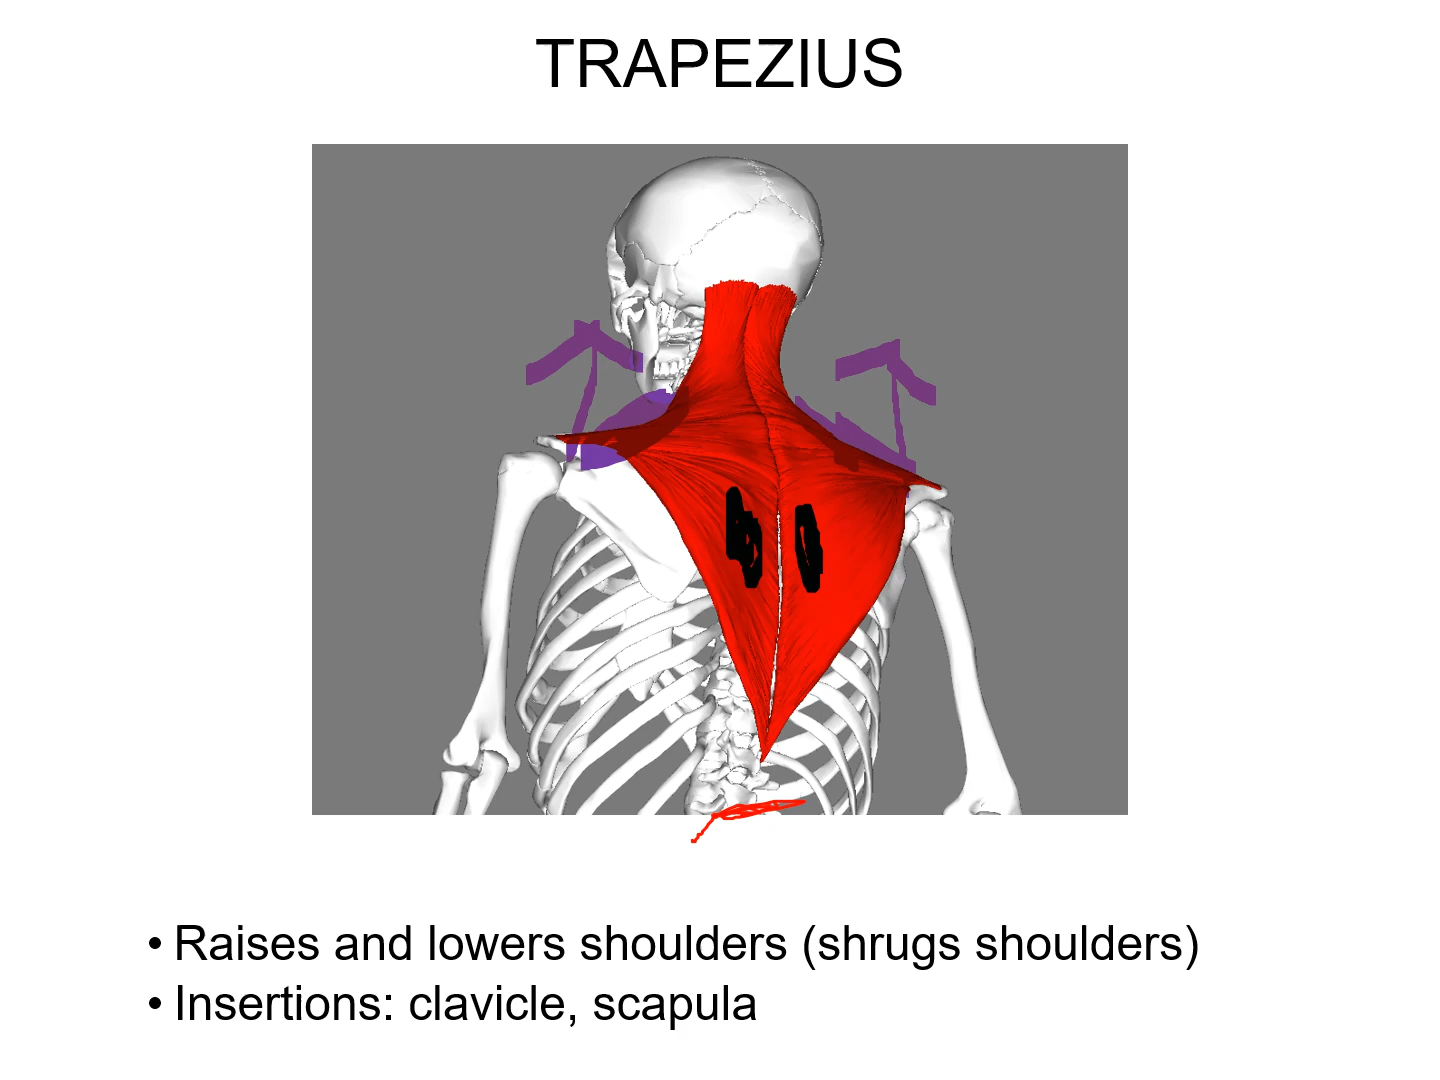 TRAPEZIUS
• Raises and lowers shoulders (shrugs shoulders)
• Insertions: clavicle, scapula